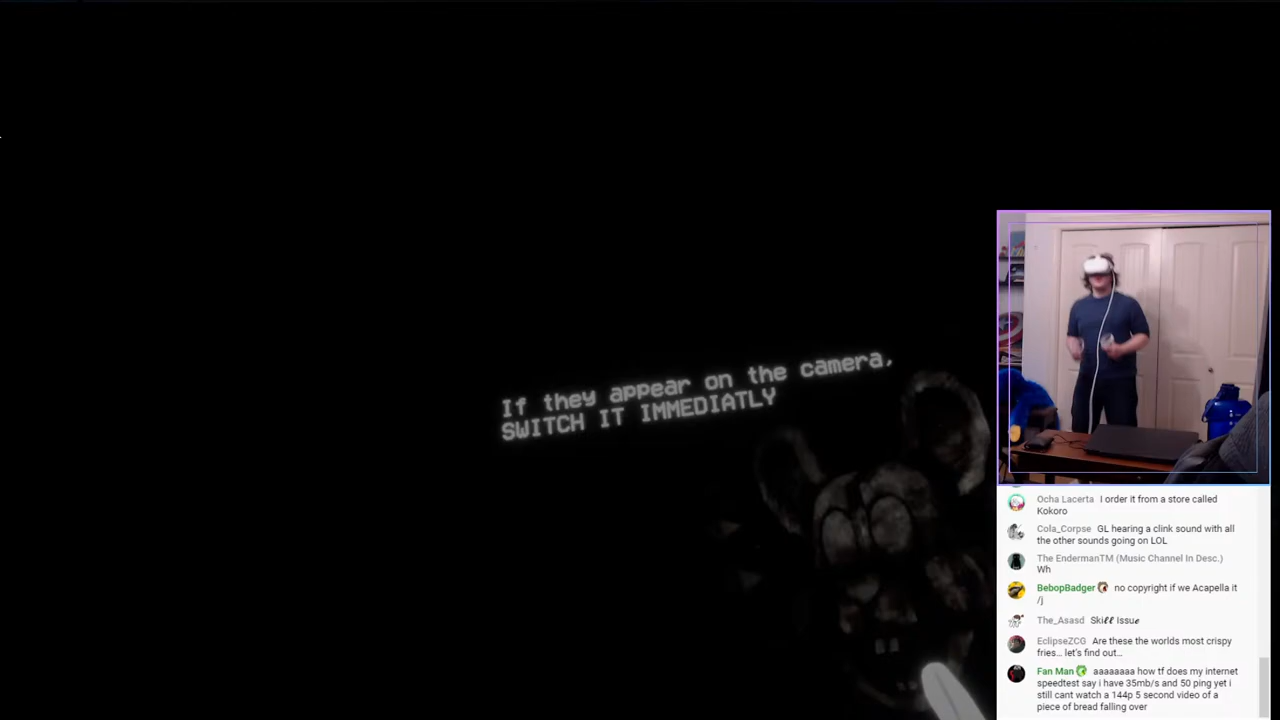 If they appear on the camera,
SWITCH IT IMMEDIATLY
Ocha Lacerta I order it from a store called
Kokoro
Cola_Corpse GL hearing a clink sound with all
the other sounds going on LOL
The EndermanTM (Music Channel In Desc.)
Wh
BebopBadger no copyright if we Acapella it
/j
The_Asasd Ski𝓵𝓵 Issu𝓮
EclipseZCG Are these the worlds most crispy
fries… let's find out…
Fan Man aaaaaaaa how tf does my internet
speedtest say i have 35mb/s and 50 ping yet i
still cant watch a 144p 5 second video of a
piece of bread falling over